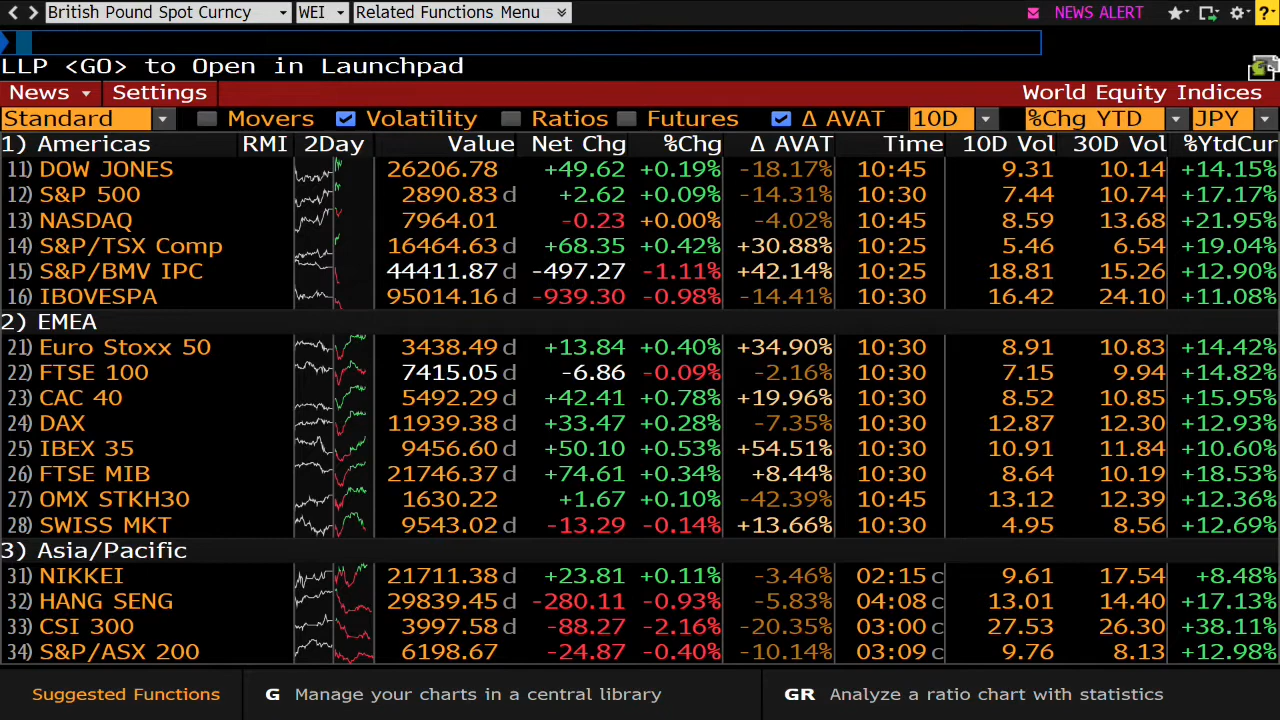 British Pound Spot Curncy WEI Related Functions Menu NEWS ALERT ?
LLP <GO> to Open in Launchpad
News Settings World Equity Indices
Standard Movers Volatility Ratios Futures Δ AVAT 10D %Chg YTD JPY
1) Americas RMI 2Day Value Net Chg %Chg Δ AVAT Time 10D Vol 30D Vol %YtdCur
11) DOW JONES 26206.78 +49.62 +0.19% -18.17% 10:45 9.31 10.14 +14.15%
12) S&P 500 2890.83 d +2.62 +0.09% -14.31% 10:30 7.44 10.74 +17.17%
13) NASDAQ 7964.01 -0.23 +0.00% -4.02% 10:45 8.59 13.68 +21.95%
14) S&P/TSX Comp 16464.63 d +68.35 +0.42% +30.88% 10:25 5.46 6.54 +19.04%
15) S&P/BMV IPC 44411.87 d -497.27 -1.11% +42.14% 10:25 18.81 15.26 +12.90%
16) IBOVESPA 95014.16 d -939.30 -0.98% -14.41% 10:30 16.42 24.10 +11.08%
2) EMEA
21) Euro Stoxx 50 3438.49 d +13.84 +0.40% +34.90% 10:30 8.91 10.83 +14.42%
22) FTSE 100 7415.05 d -6.86 -0.09% -2.16% 10:30 7.15 9.94 +14.82%
23) CAC 40 5492.29 d +42.41 +0.78% +19.96% 10:30 8.52 10.85 +15.95%
24) DAX 11939.38 d +33.47 +0.28% -7.35% 10:30 12.87 12.30 +12.93%
25) IBEX 35 9456.60 d +50.10 +0.53% +54.51% 10:30 10.91 11.84 +10.60%
26) FTSE MIB 21746.37 d +74.61 +0.34% +8.44% 10:30 8.64 10.19 +18.53%
27) OMX STKH30 1630.22 +1.67 +0.10% -42.39% 10:45 13.12 12.39 +12.36%
28) SWISS MKT 9543.02 d -13.29 -0.14% +13.66% 10:30 4.95 8.56 +12.69%
3) Asia/Pacific
31) NIKKEI 21711.38 d +23.81 +0.11% -3.46% 02:15 c 9.61 17.54 +8.48%
32) HANG SENG 29839.45 d -280.11 -0.93% -5.83% 04:08 c 13.01 14.40 +17.13%
33) CSI 300 3997.58 d -88.27 -2.16% -20.35% 03:00 c 27.53 26.30 +38.11%
34) S&P/ASX 200 6198.67 -24.87 -0.40% -10.14% 03:09 c 9.76 8.13 +12.98%
Suggested Functions G Manage your charts in a central library GR Analyze a ratio chart with statistics